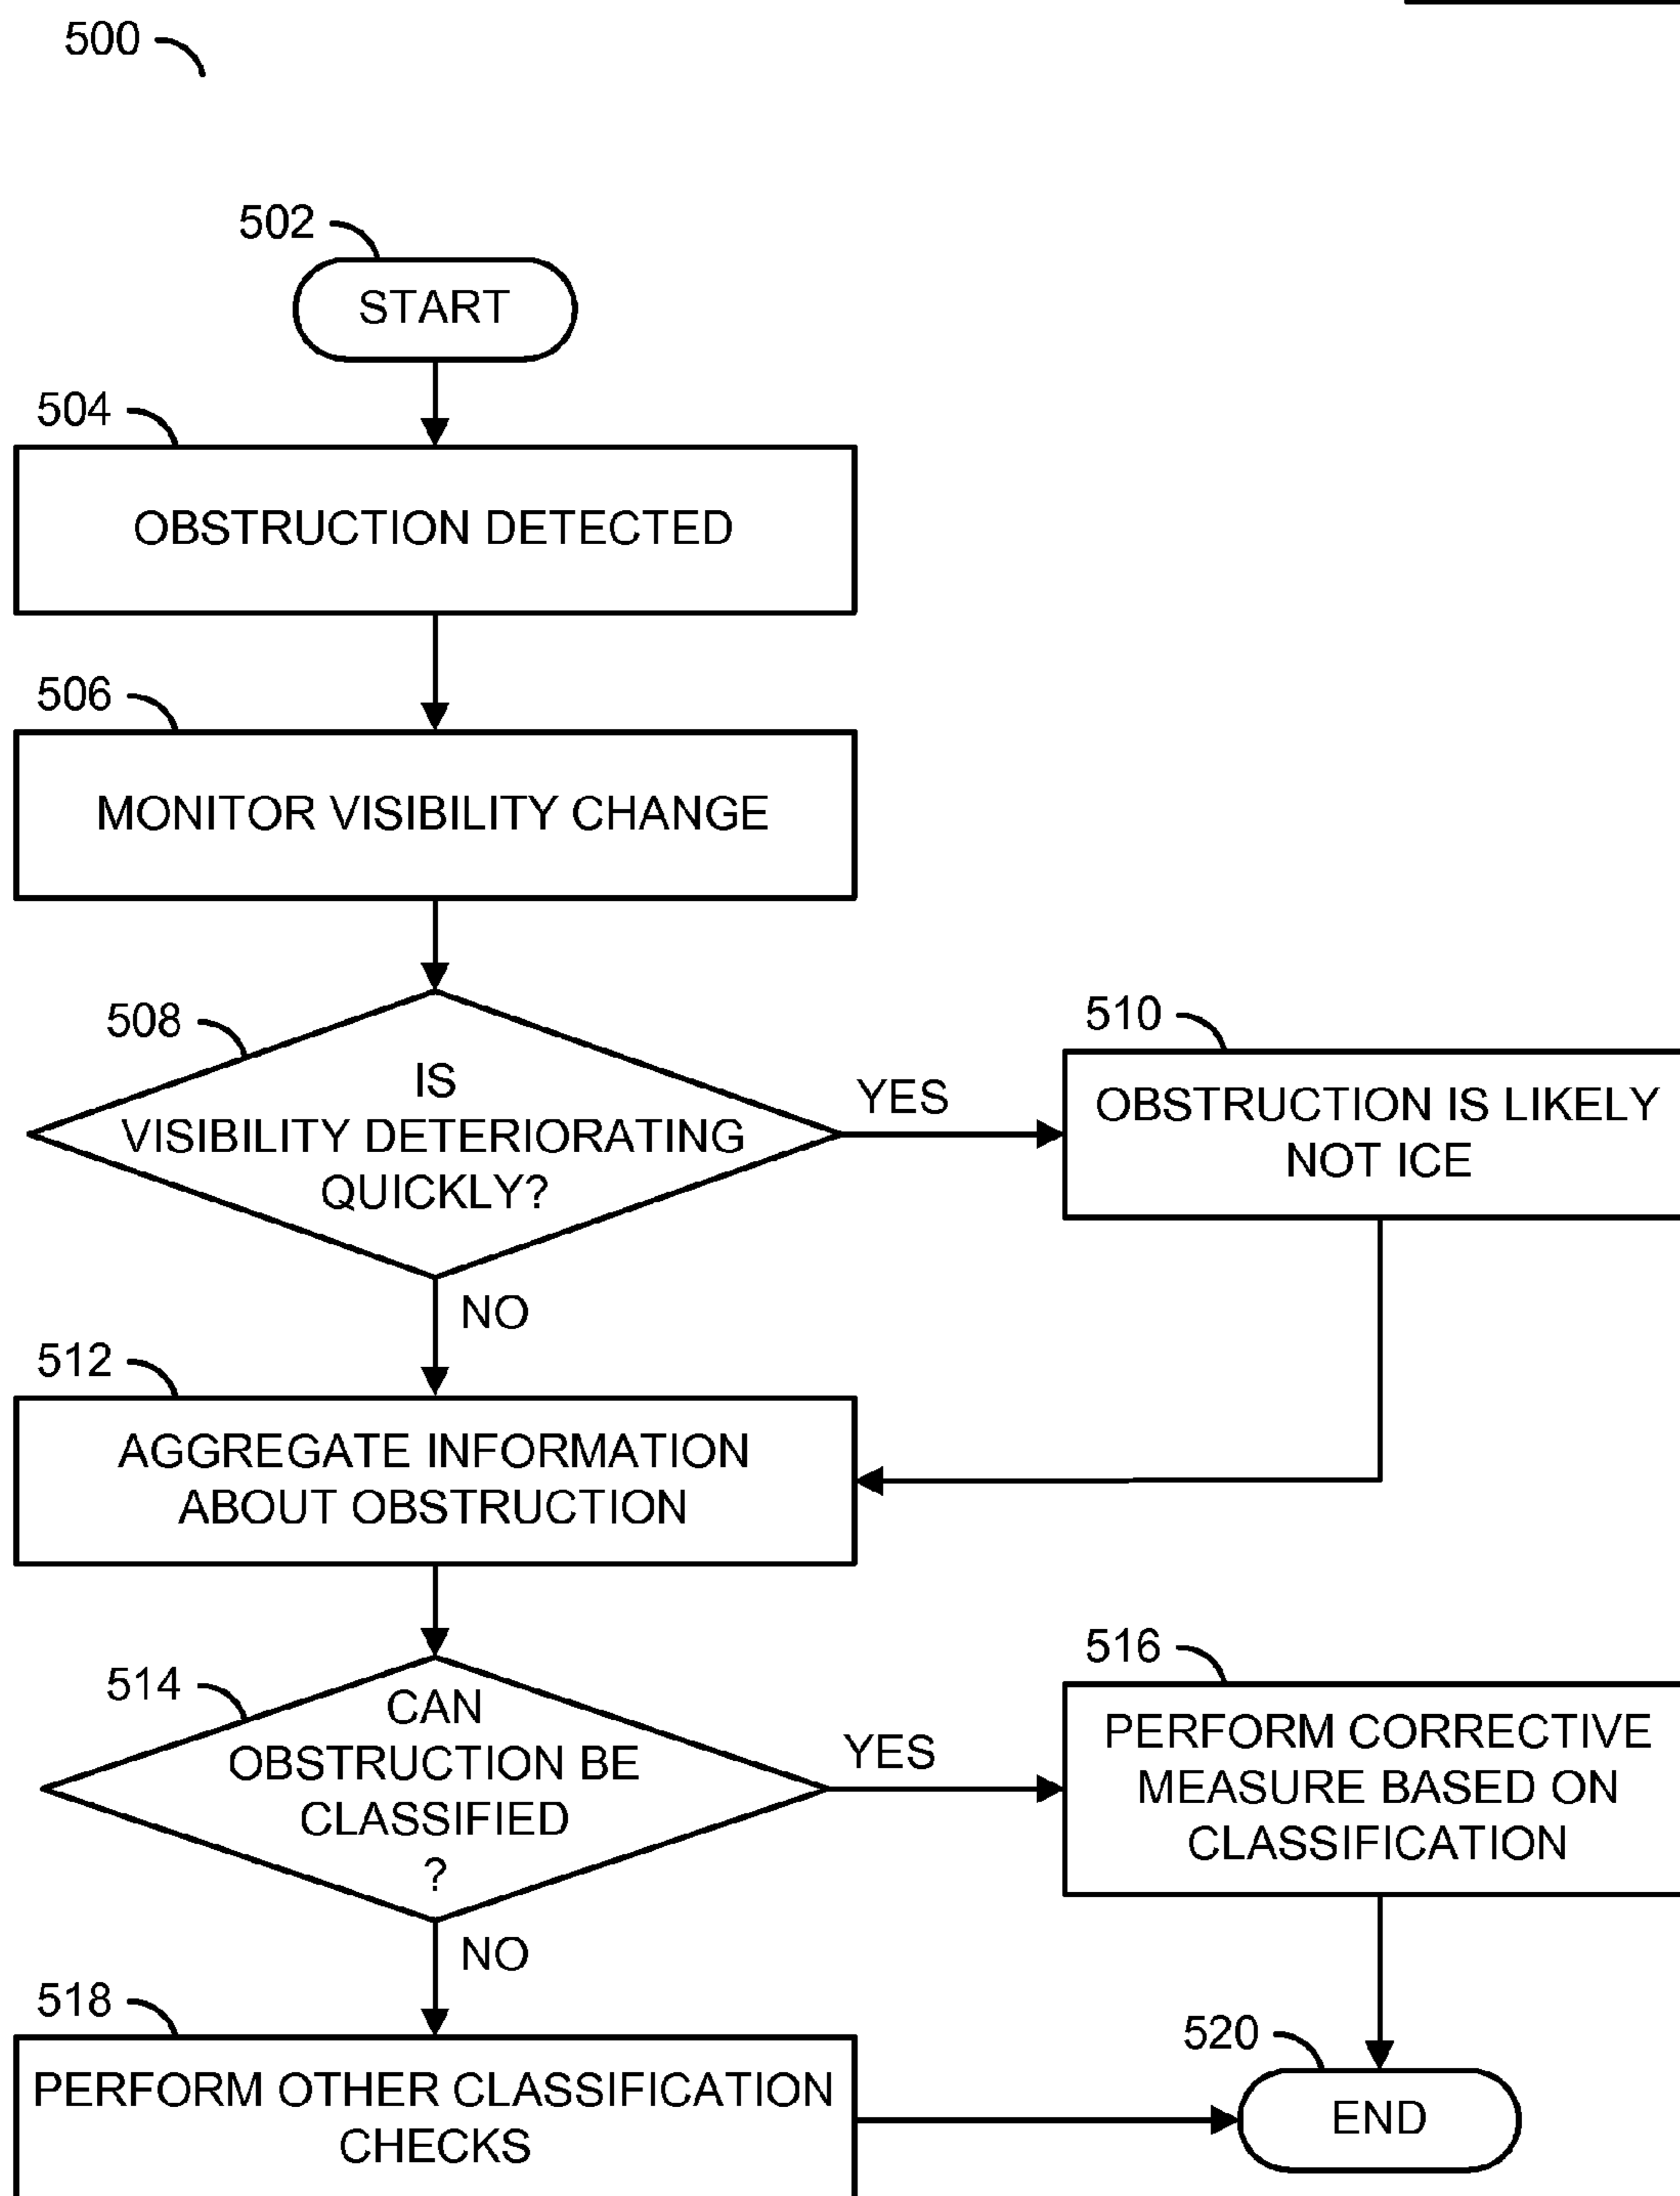 500
502
START
504
OBSTRUCTION DETECTED
506
MONITOR VISIBILITY CHANGE
508
IS
VISIBILITY DETERIORATING
QUICKLY?
YES
510
OBSTRUCTION IS LIKELY
NOT ICE
NO
512
AGGREGATE INFORMATION
ABOUT OBSTRUCTION
514
CAN
OBSTRUCTION BE
CLASSIFIED
?
YES
516
PERFORM CORRECTIVE
MEASURE BASED ON
CLASSIFICATION
NO
518
PERFORM OTHER CLASSIFICATION
CHECKS
520
END